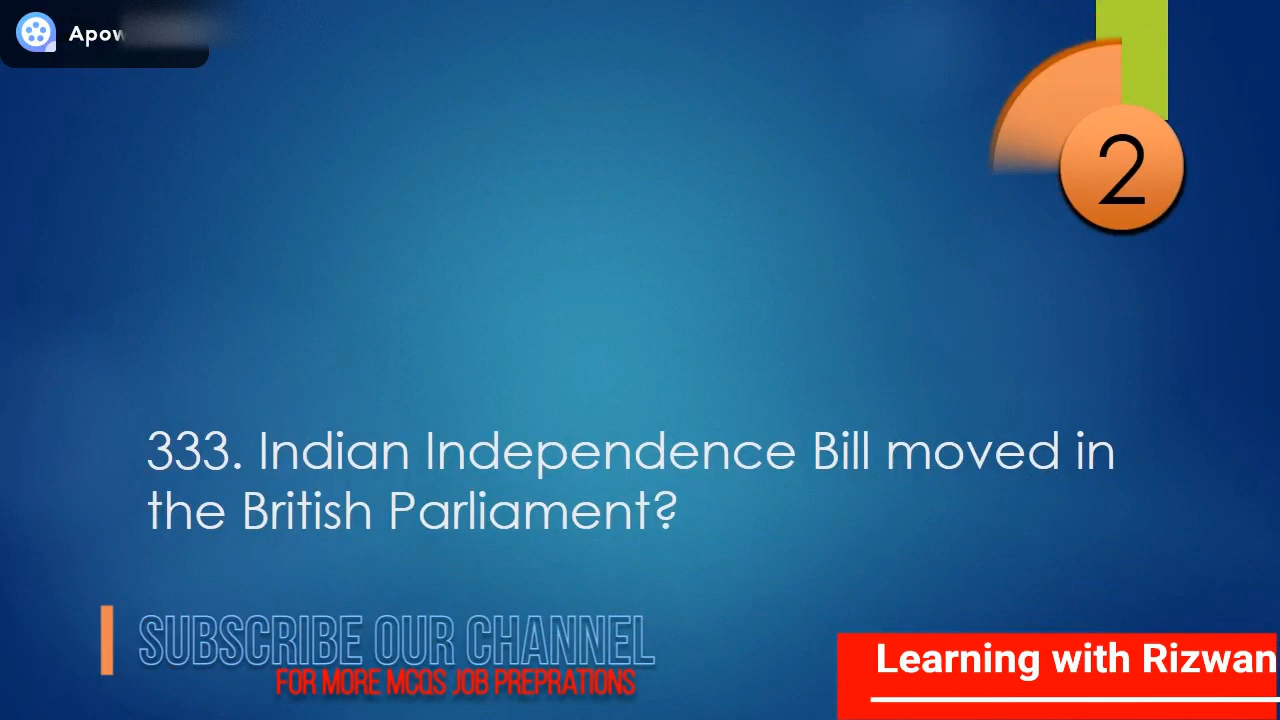 2
333. Indian Independence Bill moved in
the British Parliament?
SUBSCRIBE OUR CHANNEL
FOR MORE MCQS JOB PREPRATIONS
Learning with Rizwan